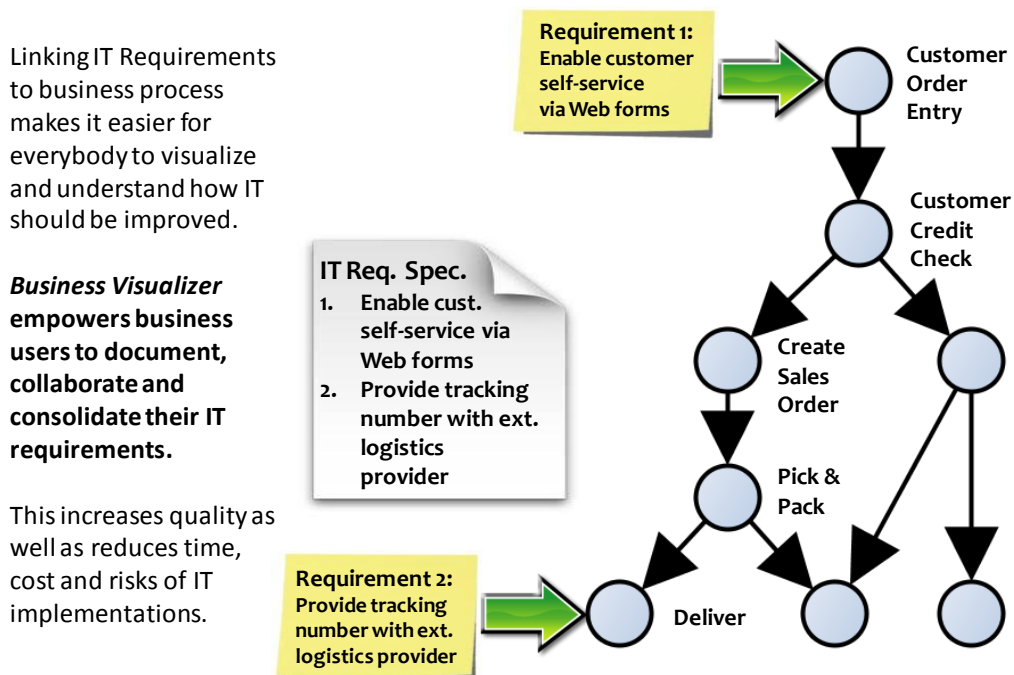 Linking IT Requirements
to business process
makes it easier for
everybody to visualize
and understand how IT
should be improved.
Business Visualizer
empowers business
users to document,
collaborate and
consolidate their IT
requirements.
This increases quality as
well as reduces time,
cost and risks of IT
implementations.
IT Req. Spec.
1. Enable cust.
self-service via
Web forms
2. Provide tracking
number with ext.
logistics
provider
Requirement 1:
Enable customer
self-service
via Web forms
Customer
Order
Entry
Customer
Credit
Check
Create
Sales
Order
Pick &
Pack
Requirement 2:
Provide tracking
number with ext.
logistics provider
Deliver